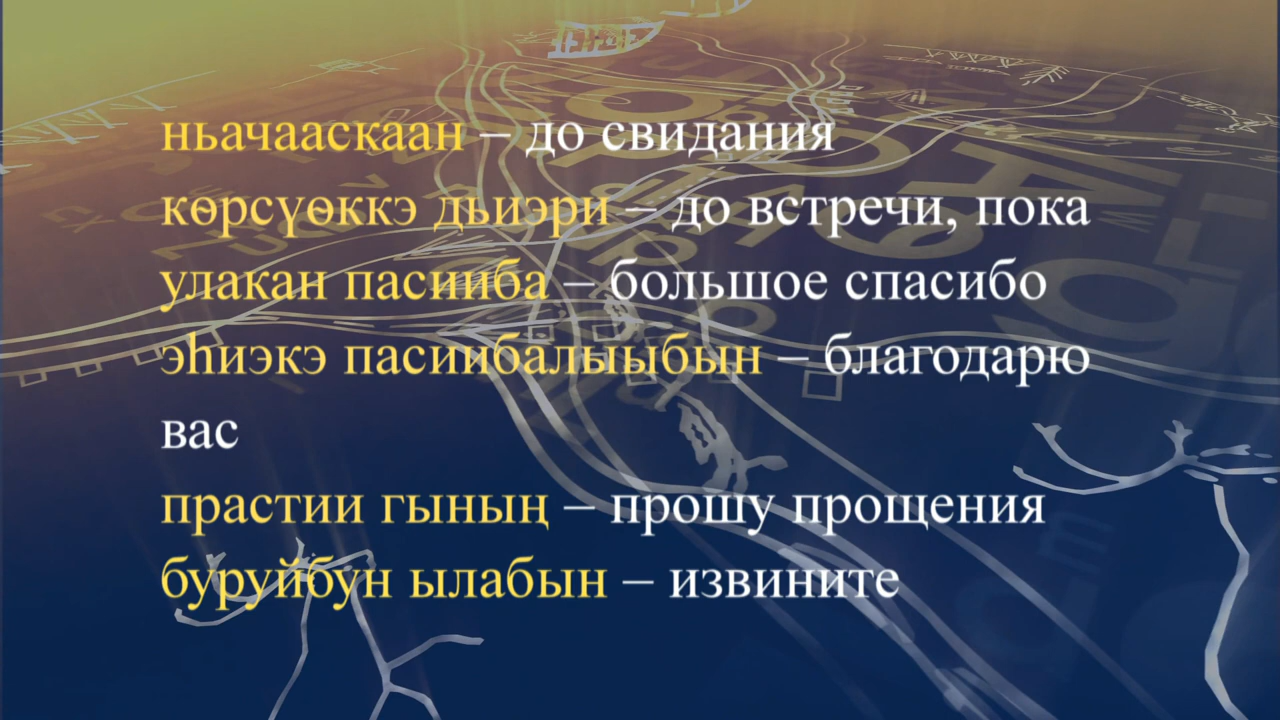 ньачааскаан – до свидания
көрсүөккэ дьиэри – до встречи, пока
улакан пасииба – большое спасибо
эһиэкэ пасиибалыыбын – благодарю
вас
прастии гыныӊ – прошу прощения
буруйбун ылабын – извините